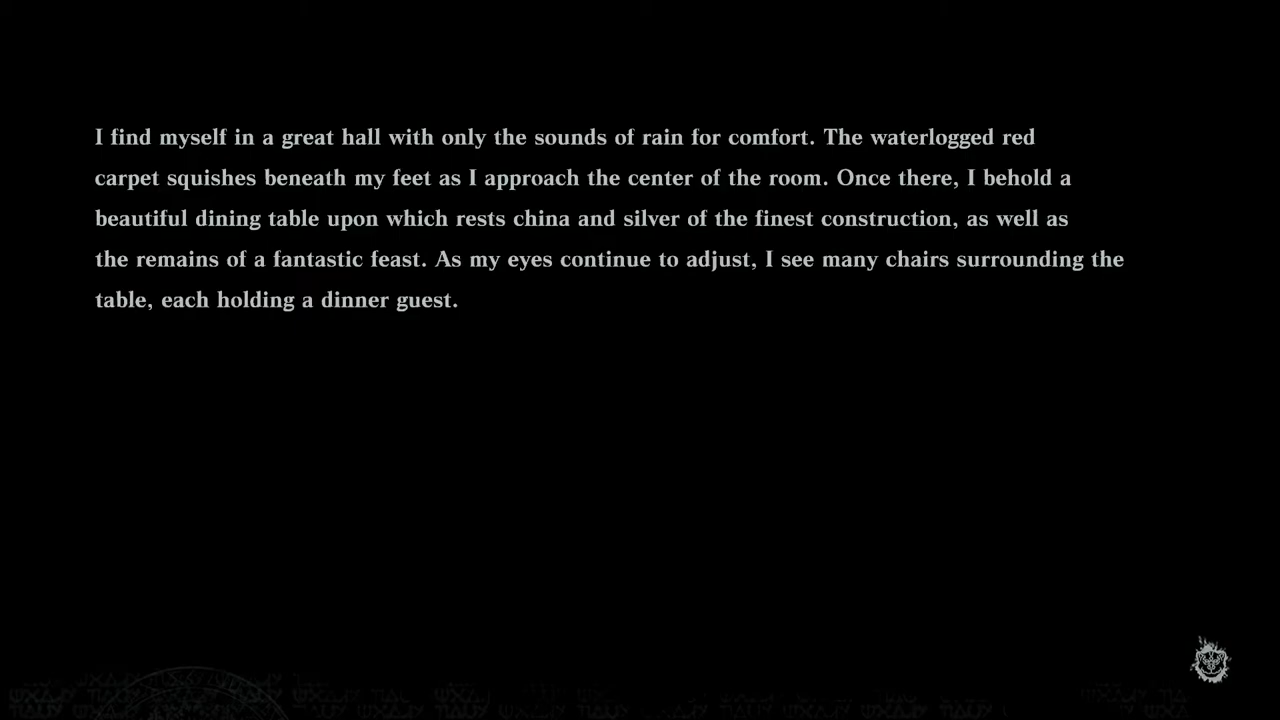 I find myself in a great hall with only the sounds of rain for comfort. The waterlogged red
carpet squishes beneath my feet as I approach the center of the room. Once there, I behold a
beautiful dining table upon which rests china and silver of the finest construction, as well as
the remains of a fantastic feast. As my eyes continue to adjust, I see many chairs surrounding the
table, each holding a dinner guest.